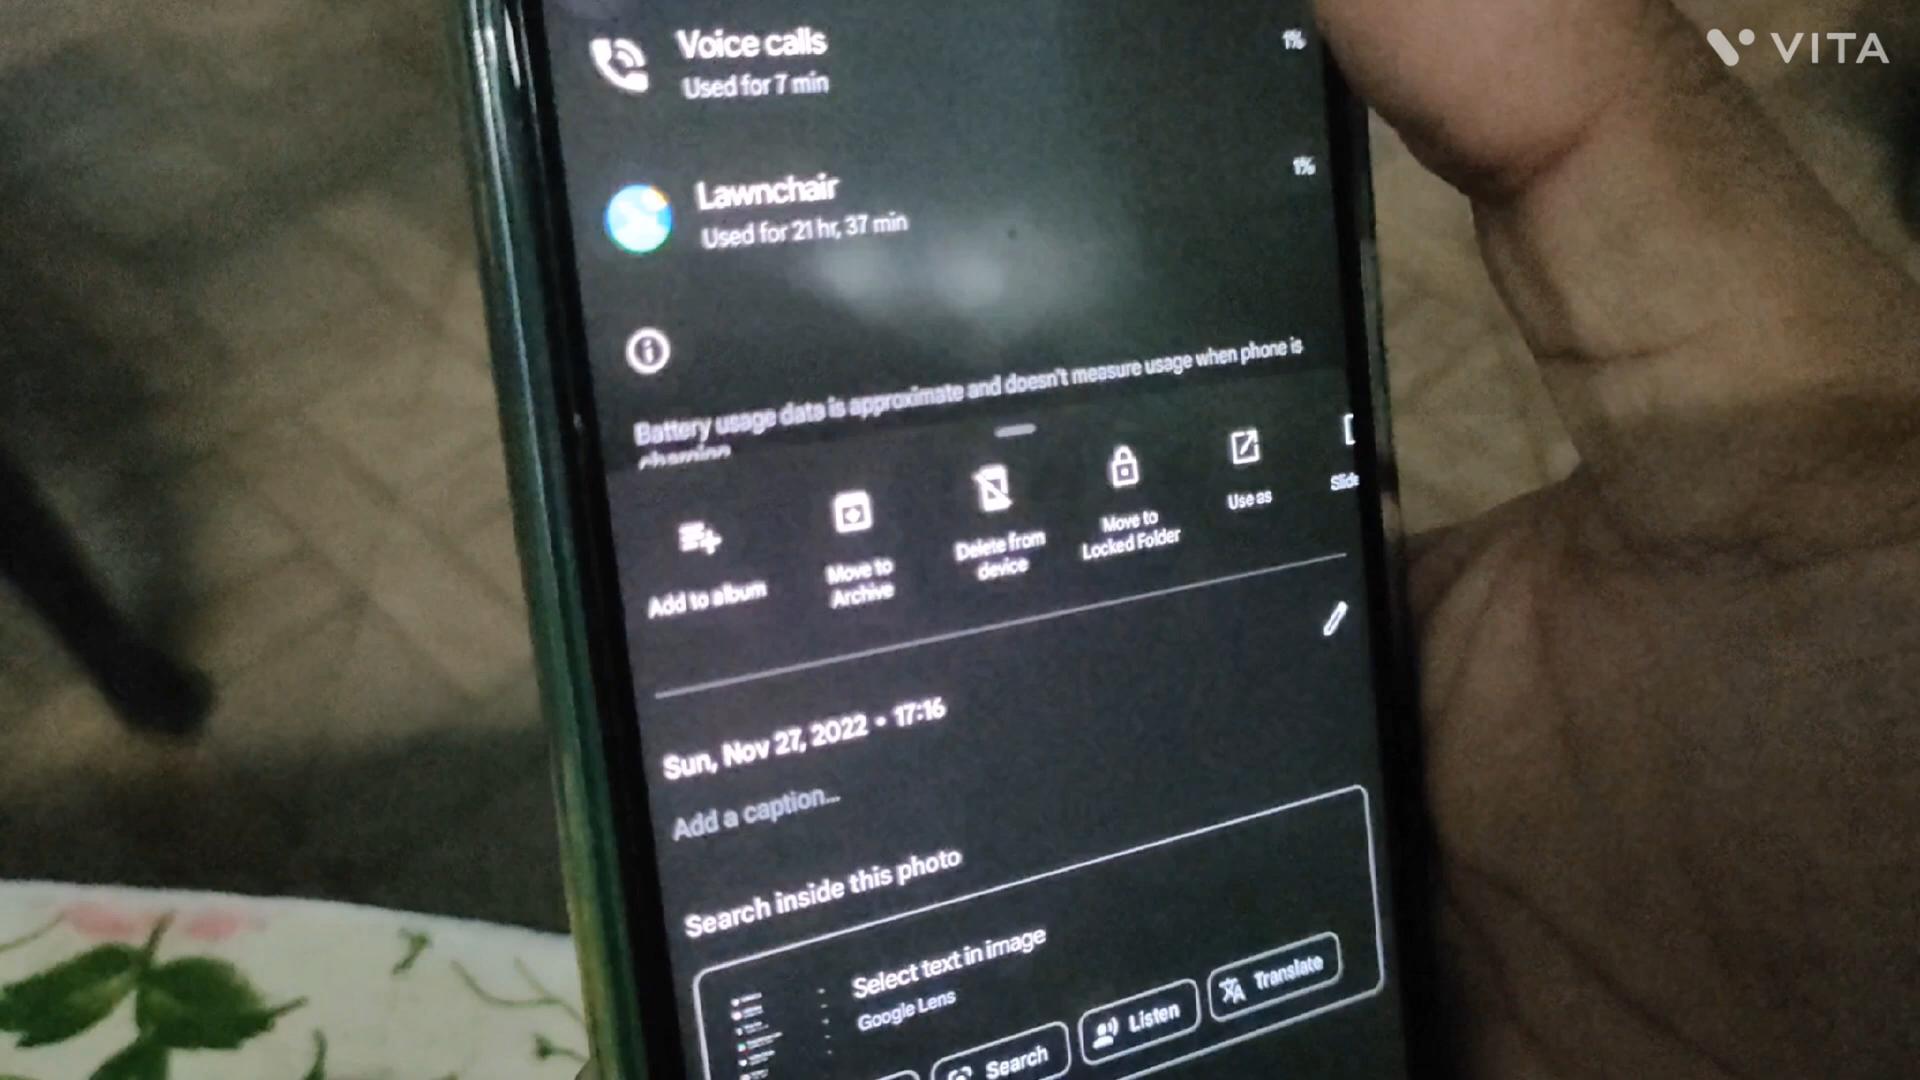 VITA
Voice calls
1%
Used for 7 min
Lawnchair
1%
Used for 21 hr, 37 min
Battery usage data is approximate and doesn't measure usage when phone is
charging
Add to album
Move to
Archive
Delete from
device
Move to
Locked Folder
Use as
Slide
Sun, Nov 27, 2022 • 17:16
Add a caption...
Search inside this photo
Select text in image
Google Lens
Search
Listen
Translate